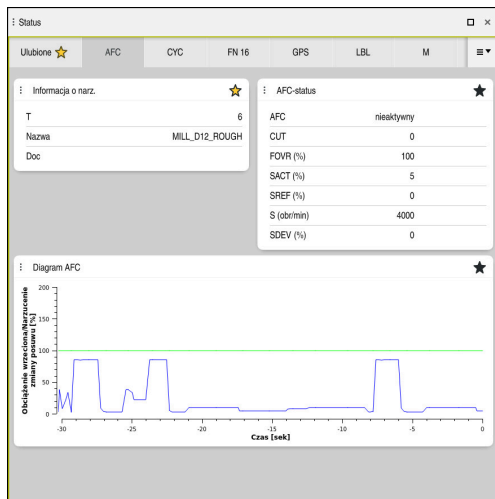 Status
Ulubione AFC CYC FN 16 GPS LBL M
Informacja o narz.
T 6
Nazwa MILL_D12_ROUGH
Doc
AFC-status
AFC nieaktywny
CUT 0
FOVR (%) 100
SACT (%) 5
SREF (%) 0
S (obr/min) 4000
SDEV (%) 0
Diagram AFC
Obciążenie wrzeciona/Narzucenie
zmiany posuwu [%]
200
150
100
50
0
-30 -25 -20 -15 -10 -5 0
Czas [sek]